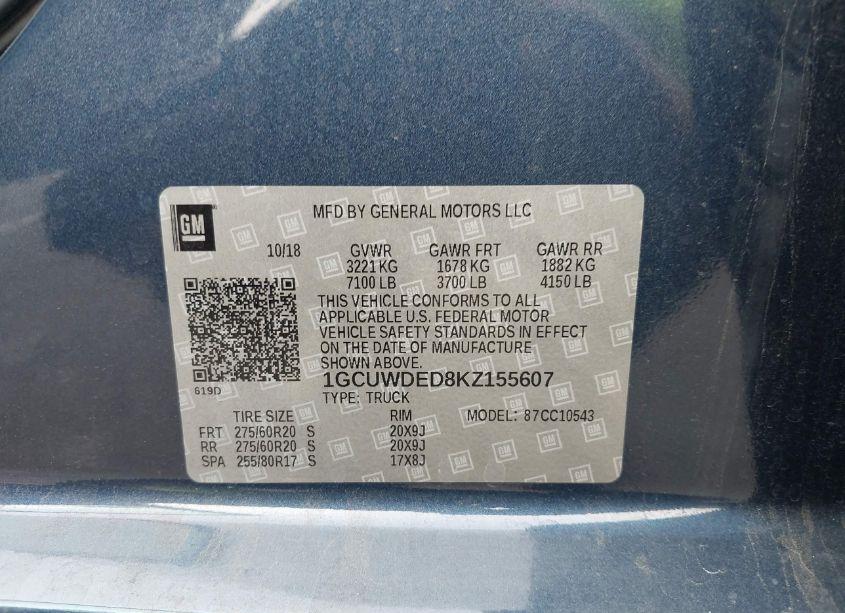 GM
MFD BY GENERAL MOTORS LLC
10/18 GVWR GAWR FRT GAWR RR
3221 KG 1678 KG 1882 KG
7100 LB 3700 LB 4150 LB
THIS VEHICLE CONFORMS TO ALL
APPLICABLE U.S. FEDERAL MOTOR
VEHICLE SAFETY STANDARDS IN EFFECT
ON THE DATE OF MANUFACTURE
SHOWN ABOVE.
619D
1GCUWDED8KZ155607
TYPE: TRUCK
TIRE SIZE RIM MODEL: 87CC10543
FRT 275/60R20 S 20X9J
RR 275/60R20 S 20X9J
SPA 255/80R17 S 17X8J